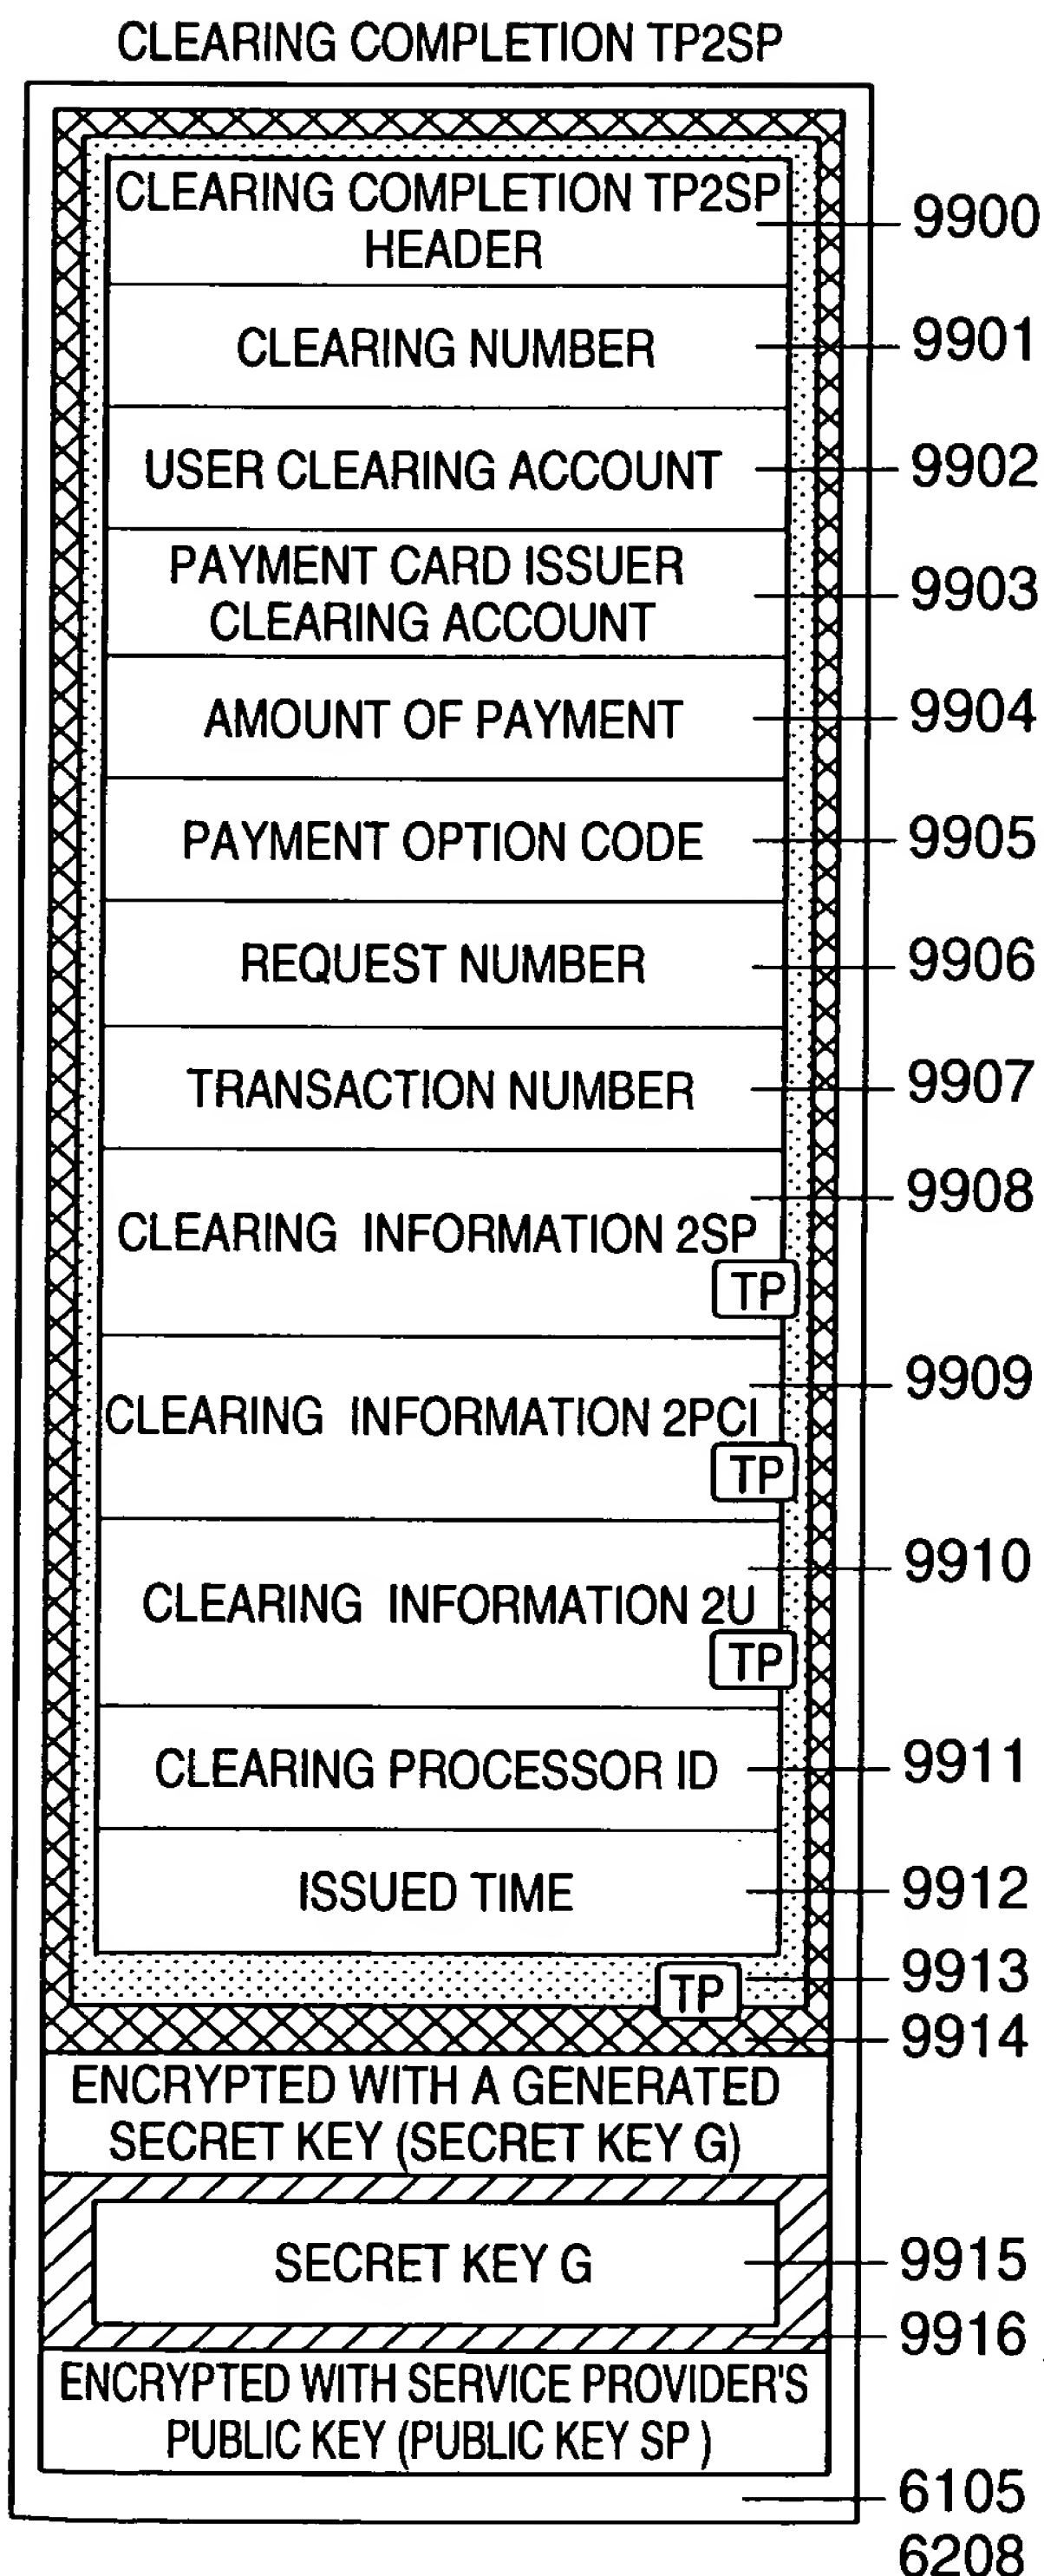 CLEARING COMPLETION TP2SP
CLEARING COMPLETION TP2SP
HEADER
9900
CLEARING NUMBER
9901
USER CLEARING ACCOUNT
9902
PAYMENT CARD ISSUER
CLEARING ACCOUNT
9903
AMOUNT OF PAYMENT
9904
PAYMENT OPTION CODE
9905
REQUEST NUMBER
9906
TRANSACTION NUMBER
9907
CLEARING INFORMATION 2SP
9908
TP
CLEARING INFORMATION 2PCI
9909
TP
CLEARING INFORMATION 2U
9910
TP
CLEARING PROCESSOR ID
9911
ISSUED TIME
9912
TP
9913
9914
ENCRYPTED WITH A GENERATED
SECRET KEY (SECRET KEY G)
SECRET KEY G
9915
9916
ENCRYPTED WITH SERVICE PROVIDER'S
PUBLIC KEY (PUBLIC KEY SP )
6105
6208